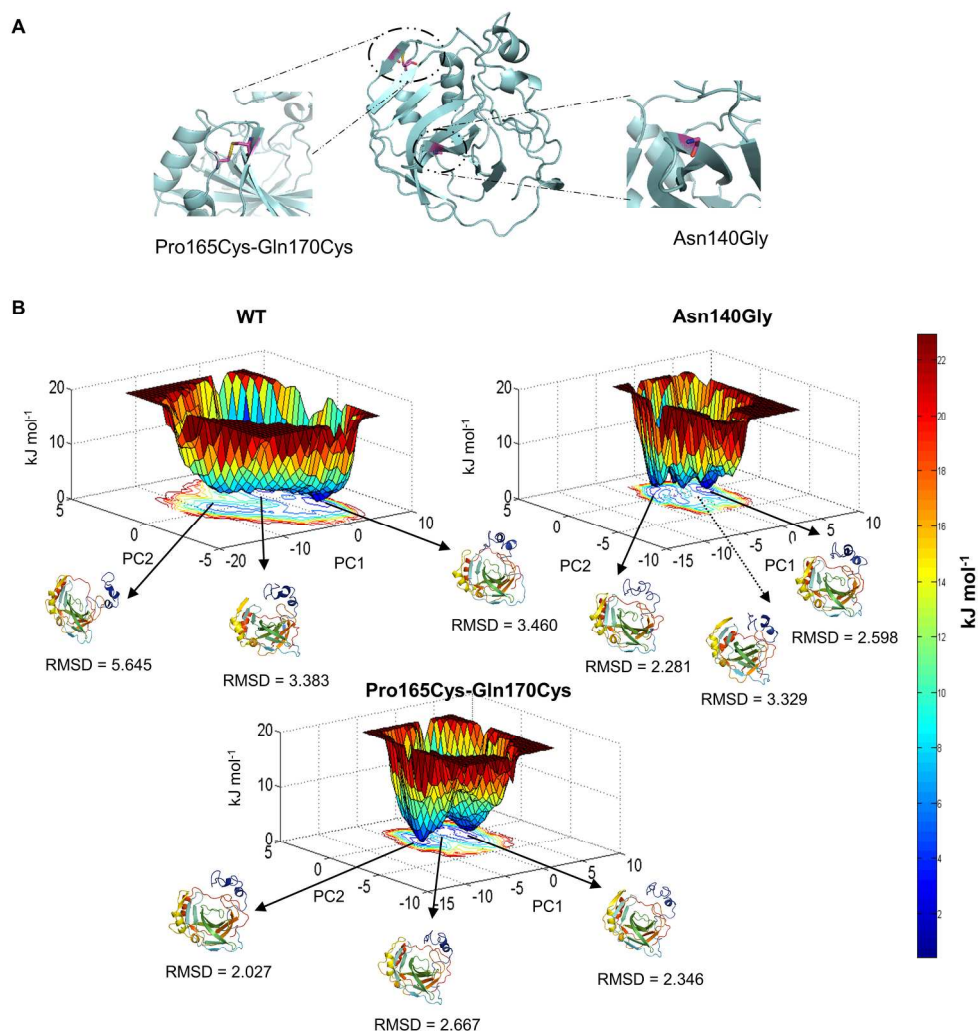 A
Pro165Cys-Gln170Cys
Asn140Gly
B
WT
Asn140Gly
kJ mol-1
20
10
0
5
0
-5
PC2
-20
-10
0
10
PC1
kJ mol-1
20
10
0
5
0
-5
-10
PC2
-15
-10
-5
0
5
10
PC1
22
20
18
16
14
12
10
8
6
4
2
kJ mol-1
RMSD = 5.645
RMSD = 3.383
RMSD = 3.460
RMSD = 2.281
RMSD = 3.329
RMSD = 2.598
Pro165Cys-Gln170Cys
kJ mol-1
20
10
0
5
0
-5
-10
PC2
-15
-10
-5
0
5
10
PC1
RMSD = 2.027
RMSD = 2.667
RMSD = 2.346